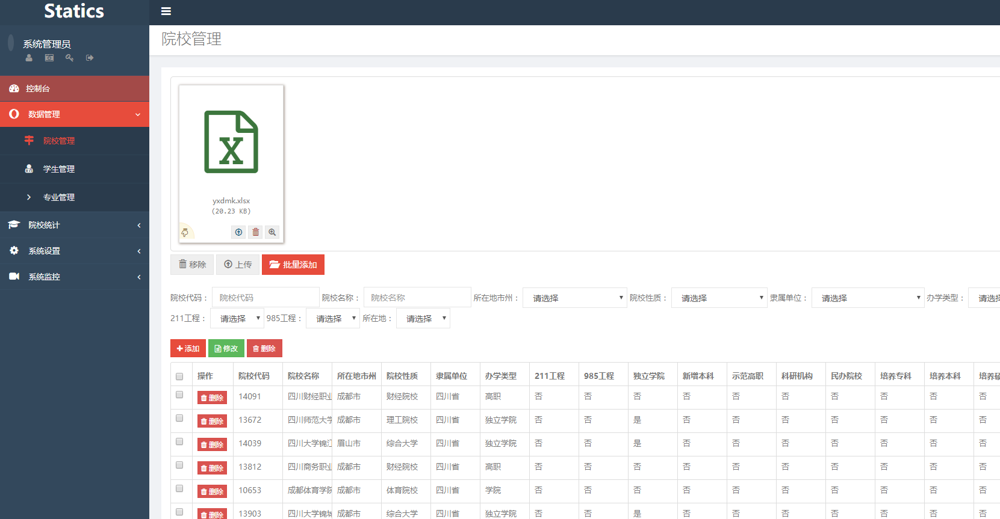 Statics
系统管理员
控制台
数据管理
院校管理
学生管理
专业管理
院校统计
系统设置
系统监控
院校管理
yxdmk.xlsx
(20.23 KB)
移除 上传 批量添加
院校代码： 院校代码 院校名称： 院校名称 所在地市州： 请选择 院校性质： 请选择 隶属单位： 请选择 办学类型： 请选
211工程： 请选择 985工程： 请选择 所在地： 请选择
添加 修改 删除
操作 院校代码 院校名称 所在地市州 院校性质 隶属单位 办学类型 211工程 985工程 独立学院 新增本科 示范高职 科研机构 民办院校 培养专科 培养本科 培养硕
删除 14091 四川财经职业 成都市 财经院校 四川省 高职 否 否 否 否 否 否 否 否 否 否
删除 13672 四川师范大学 成都市 理工院校 四川省 独立学院 否 否 是 否 否 否 否 否 否 否
删除 14039 四川大学锦江 眉山市 综合大学 四川省 独立学院 否 否 是 否 否 否 否 否 否 否
删除 13812 四川商务职业 成都市 财经院校 四川省 高职 否 否 否 否 否 否 否 否 否 否
删除 10653 成都体育学院 成都市 体育院校 四川省 学院 否 否 否 否 否 否 否 否 否 否
删除 13903 四川大学锦城 成都市 综合大学 四川省 独立学院 否 否 是 否 否 否 否 否 否 否